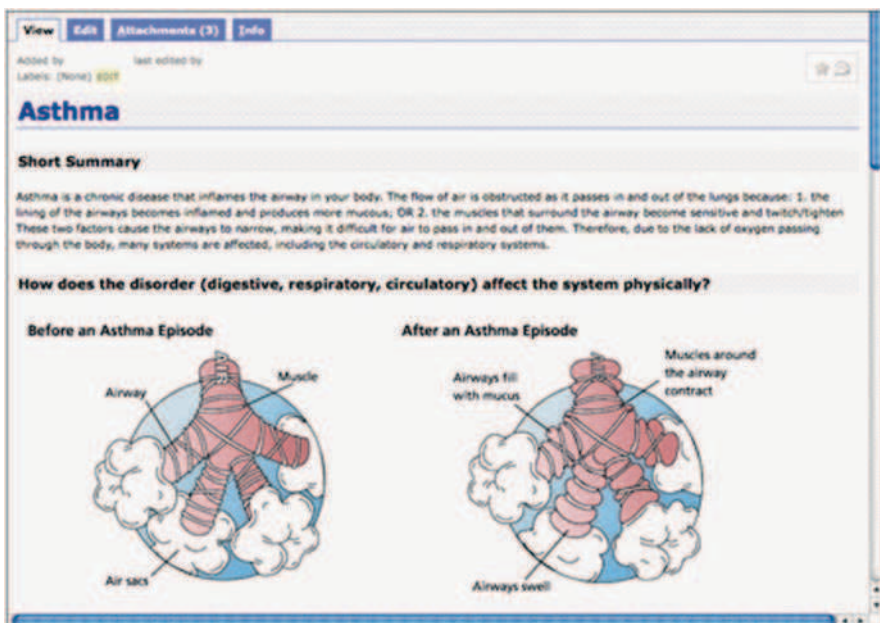 View Edit Attachments (3) Info
Added by last edited by
Labels: (None) EDIT
Asthma
Short Summary
Asthma is a chronic disease that inflames the airway in your body. The flow of air is obstructed as it passes in and out of the lungs because: 1. the
lining of the airways becomes inflamed and produces more mucous; OR 2. the muscles that surround the airway become sensitive and twitch/tighten
These two factors cause the airways to narrow, making it difficult for air to pass in and out of them. Therefore, due to the lack of oxygen passing
through the body, many systems are affected, including the circulatory and respiratory systems.
How does the disorder (digestive, respiratory, circulatory) affect the system physically?
Before an Asthma Episode
Airway
Muscle
Air sacs
After an Asthma Episode
Airways fill
with mucus
Muscles around
the airway
contract
Airways swell